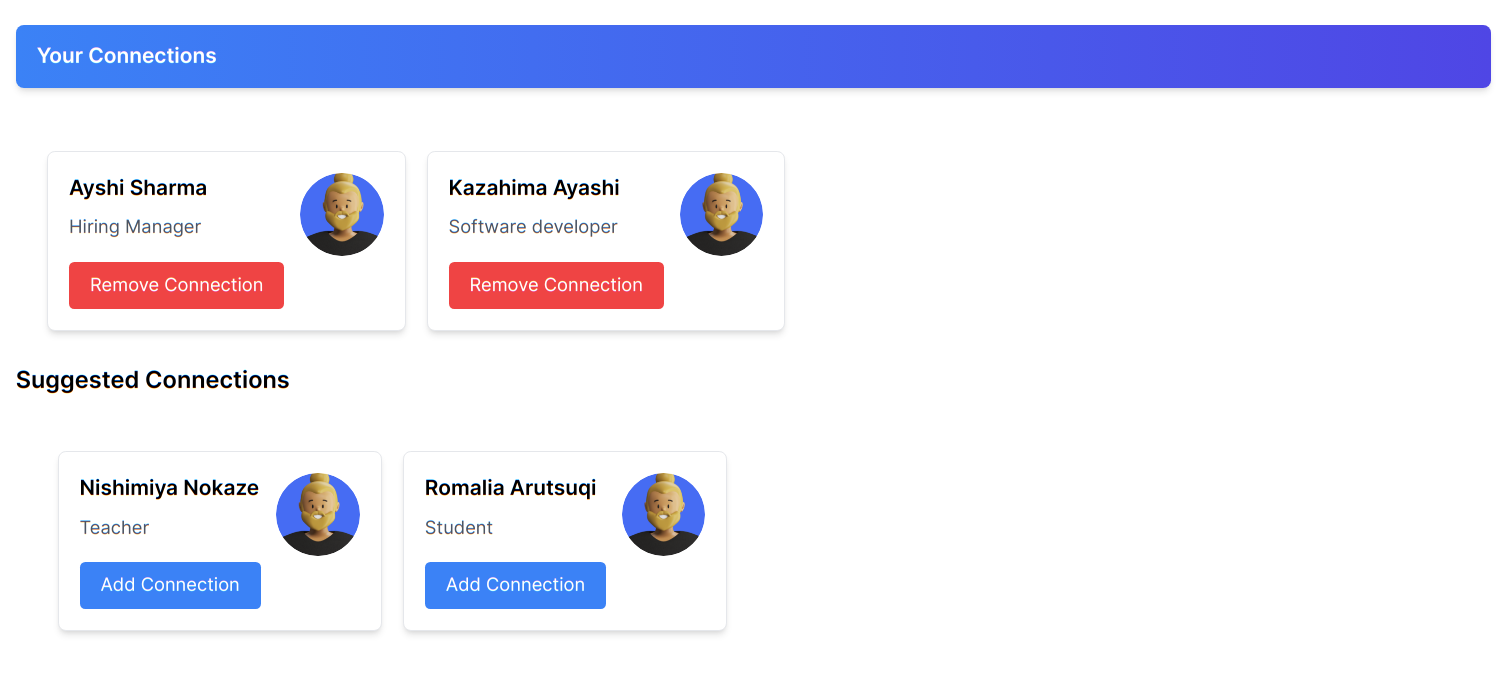 Your Connections
Ayshi Sharma
Hiring Manager
Remove Connection
Kazahima Ayashi
Software developer
Remove Connection
Suggested Connections
Nishimiya Nokaze
Teacher
Add Connection
Romalia Arutsuqi
Student
Add Connection